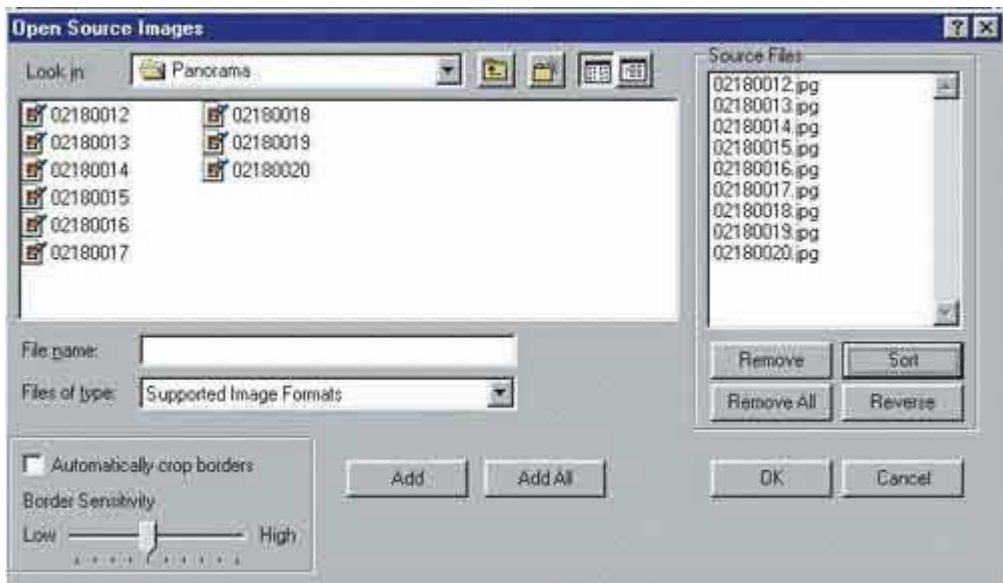 Open Source Images
Look in: Panorama
02180012
02180013
02180014
02180015
02180016
02180017
02180018
02180019
02180020
File name:
Files of type: Supported Image Formats
Automatically crop borders
Border Sensitivity
Low High
Add Add All
Source Files
02180012.jpg
02180013.jpg
02180014.jpg
02180015.jpg
02180016.jpg
02180017.jpg
02180018.jpg
02180019.jpg
02180020.jpg
Remove Sort
Remove All Reverse
OK Cancel